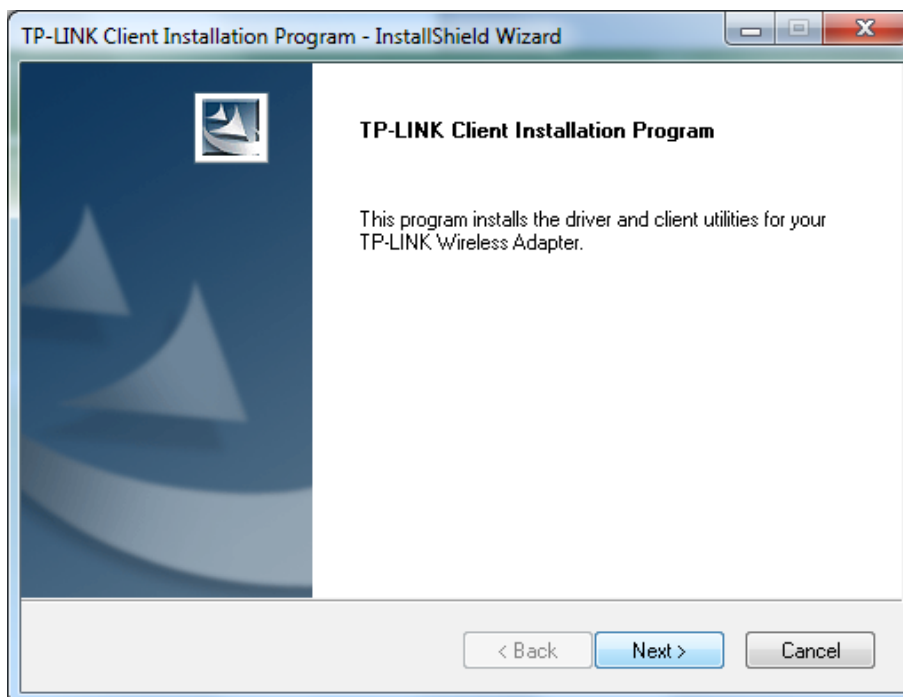 TP-LINK Client Installation Program - InstallShield Wizard
TP-LINK Client Installation Program
This program installs the driver and client utilities for your
TP-LINK Wireless Adapter.
< Back Next > Cancel